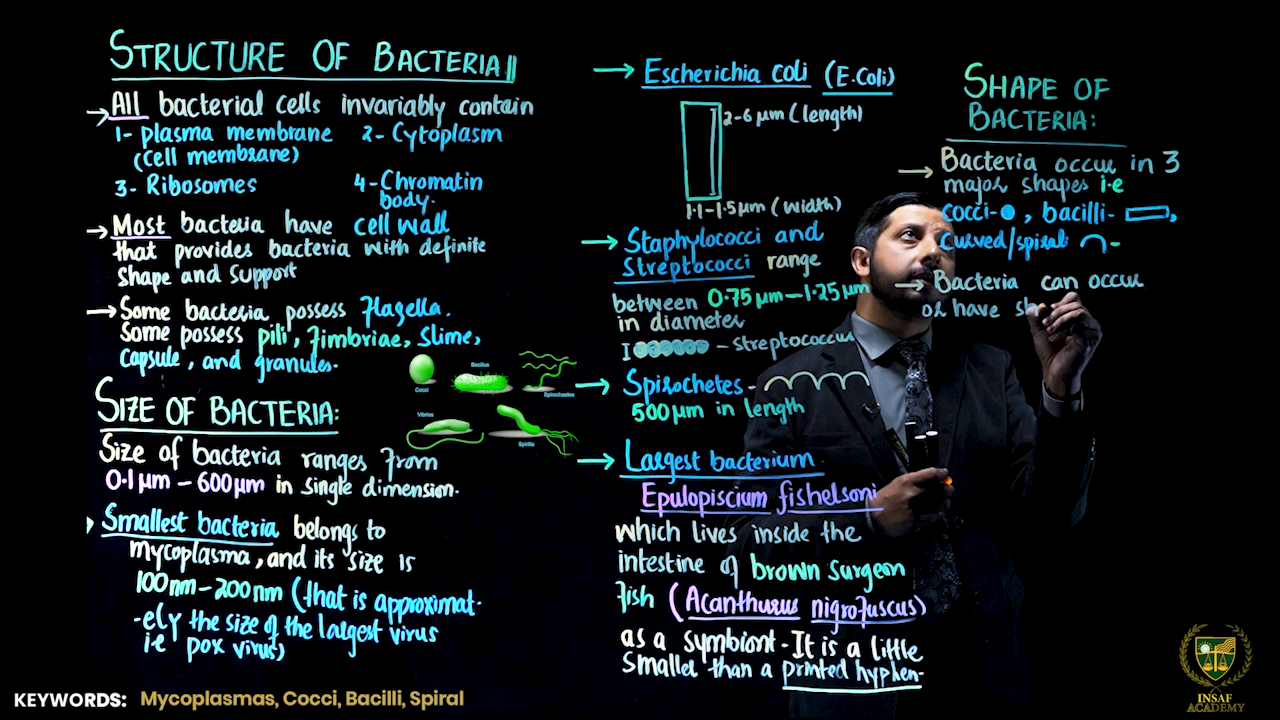 STRUCTURE OF BACTERIA
→ All bacterial cells invariably contain
1- plasma membrane 2- Cytoplasm
(cell membrane)
3- Ribosomes 4- Chromatin
body.
→ Most bacteria have cell wall
that provides bacteria with definite
shape and support
→ Some bacteria possess flagella.
Some possess pili, fimbriae, slime,
capsule, and granules.
Cocci
Bacillus
Spirochaetes
Vibrios
Spirilla
SIZE OF BACTERIA:
Size of bacteria ranges from
0.1 µm – 600 µm in single dimension.
Smallest bacteria belongs to
mycoplasma, and its size is
100 nm – 200 nm (that is approximat-
-ely the size of the largest virus
i.e pox virus)
→ Escherichia coli (E.Coli)
2-6 µm (length)
1.1-1.5 µm (width)
→ Staphylococci and
Streptococci range
between 0.75 µm – 1.25 µm
in diameter
- streptococcus
→ Spirochetes -
500 µm in length
→ Largest bacterium
Epulopiscium fishelsoni
which lives inside the
intestine of brown surgeon
fish (Acanthurus nigrofuscus)
as a symbiont - It is a little
smaller than a printed hyphen-
SHAPE OF
BACTERIA:
→ Bacteria occur in 3
major shapes i.e
cocci- , bacilli- ,
curved/spiral -
→ Bacteria can occur
or have sh
KEYWORDS: Mycoplasmas, Cocci, Bacilli, Spiral
INSAF
ACADEMY